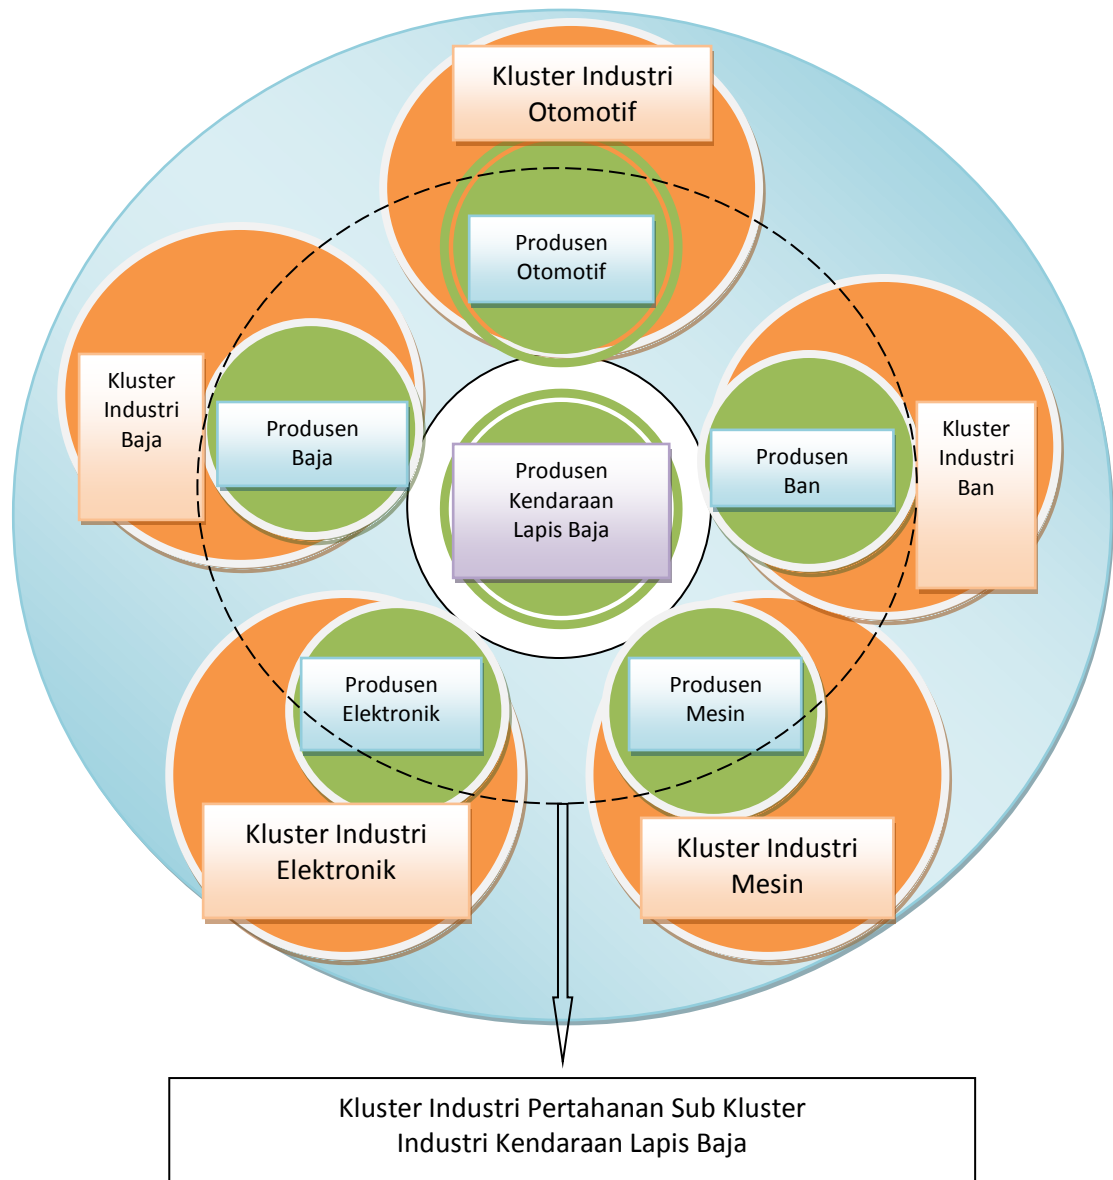 Kluster Industri
Otomotif
Produsen
Otomotif
Kluster
Industri
Baja
Produsen
Baja
Produsen
Kendaraan
Lapis Baja
Produsen
Ban
Kluster
Industri
Ban
Produsen
Elektronik
Produsen
Mesin
Kluster Industri
Elektronik
Kluster Industri
Mesin
Kluster Industri Pertahanan Sub Kluster
Industri Kendaraan Lapis Baja